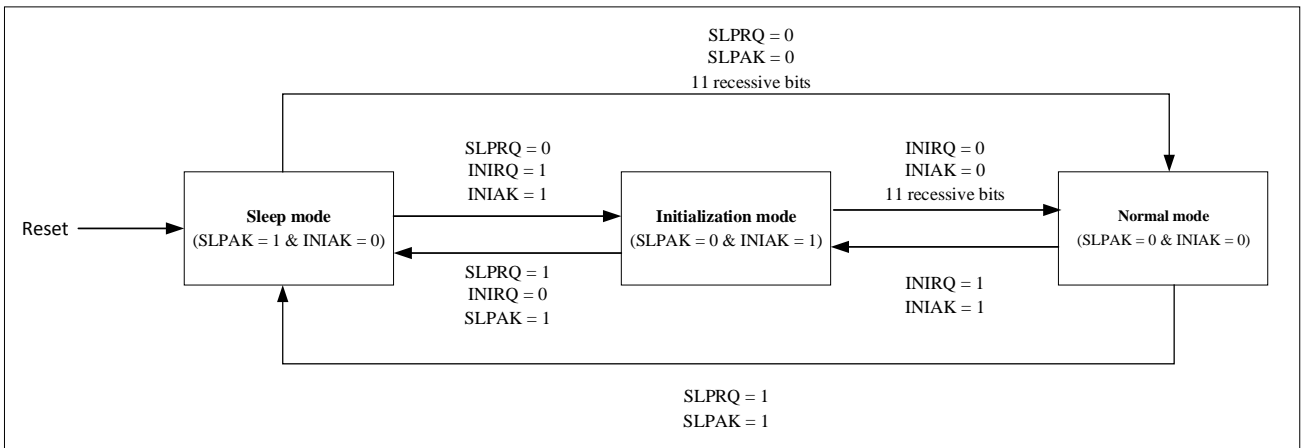 SLPRQ = 0
SLPAK = 0
11 recessive bits
SLPRQ = 0
INIRQ = 1
INIAK = 1
INIRQ = 0
INIAK = 0
11 recessive bits
Reset
Sleep mode
(SLPAK = 1 & INIAK = 0)
Initialization mode
(SLPAK = 0 & INIAK = 1)
Normal mode
(SLPAK = 0 & INIAK = 0)
SLPRQ = 1
INIRQ = 0
SLPAK = 1
INIRQ = 1
INIAK = 1
SLPRQ = 1
SLPAK = 1